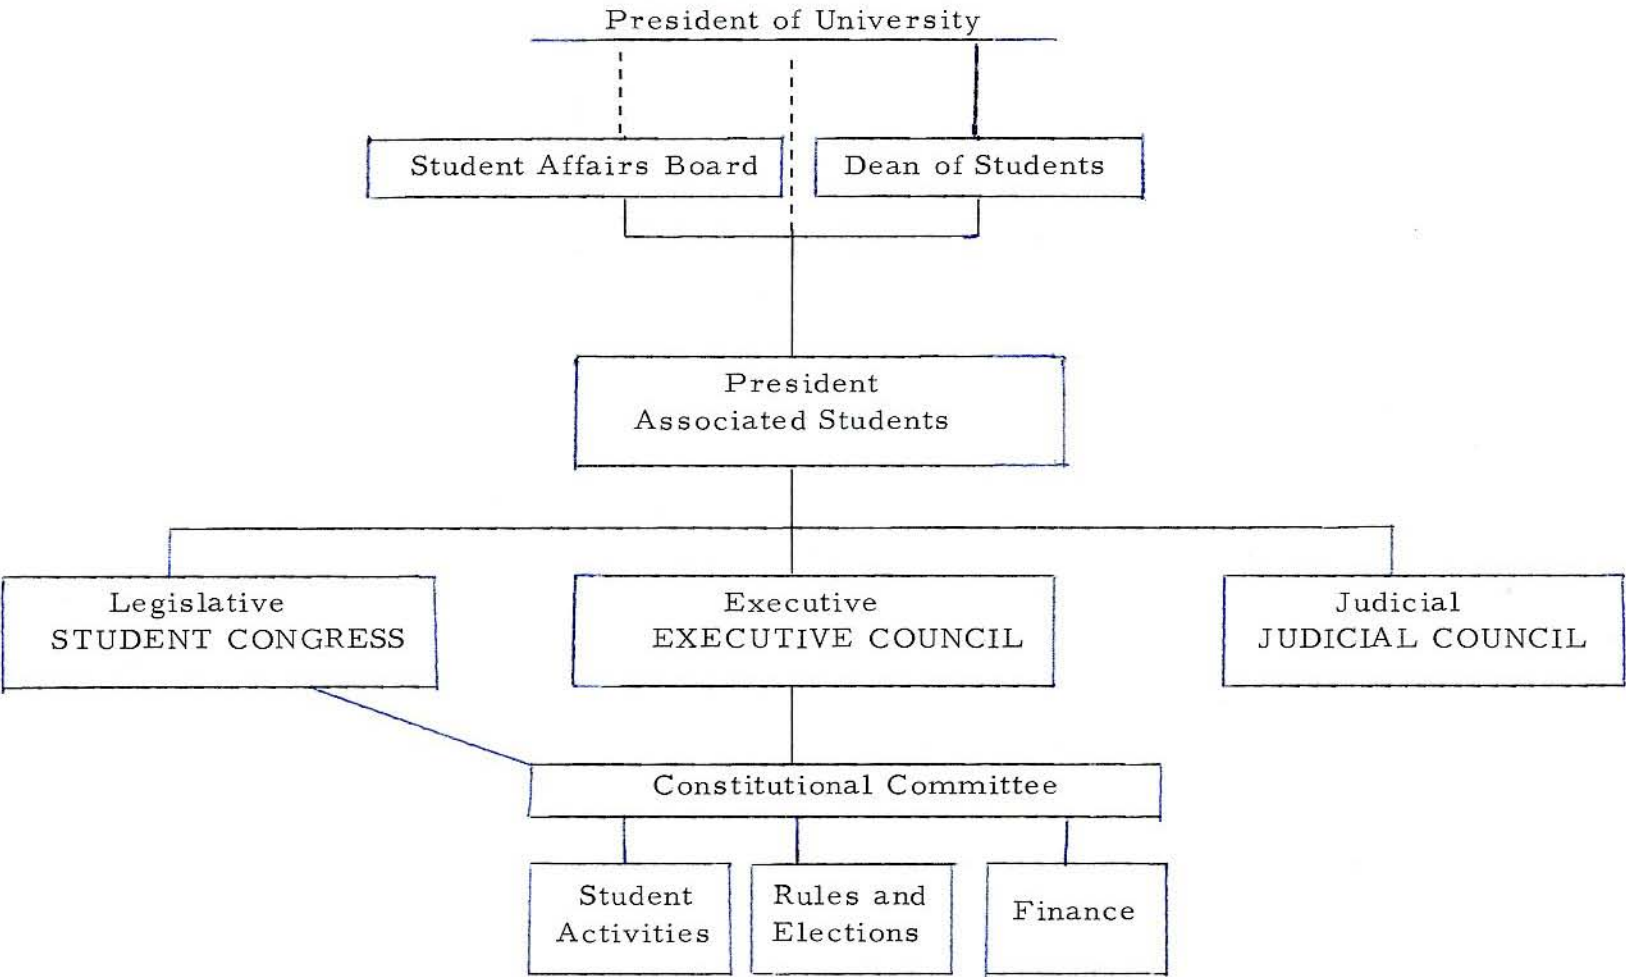 President of University
Student Affairs Board
Dean of Students
President
Associated Students
Legislative
STUDENT CONGRESS
Executive
EXECUTIVE COUNCIL
Judicial
JUDICIAL COUNCIL
Constitutional Committee
Student
Activities
Rules and
Elections
Finance